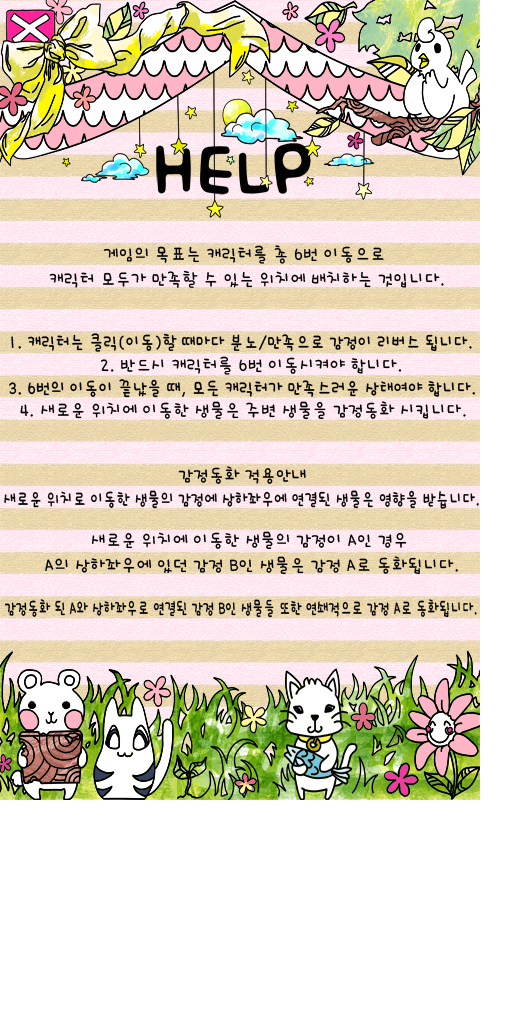 HELP
게임의 목표는 캐릭터를 총 6번 이동으로
캐릭터 모두가 만족할 수 있는 위치에 배치하는 것입니다.
1. 캐릭터는 클릭(이동)할 때마다 분노/만족으로 감정이 리버스 됩니다.
2. 반드시 캐릭터를 6번 이동시켜야 합니다.
3. 6번의 이동이 끝났을 때, 모든 캐릭터가 만족스러운 상태여야 합니다.
4. 새로운 위치에 이동한 생물은 주변 생물을 감정동화 시킵니다.
감정동화 적용안내
새로운 위치로 이동한 생물의 감정에 상하좌우에 연결된 생물은 영향을 받습니다.
새로운 위치에 이동한 생물의 감정이 A인 경우
A의 상하좌우에 있던 감정 B인 생물은 감정 A로 동화됩니다.
감정동화 된 A와 상하좌우로 연결된 감정 B인 생물들 또한 연쇄적으로 감정 A로 동화됩니다.